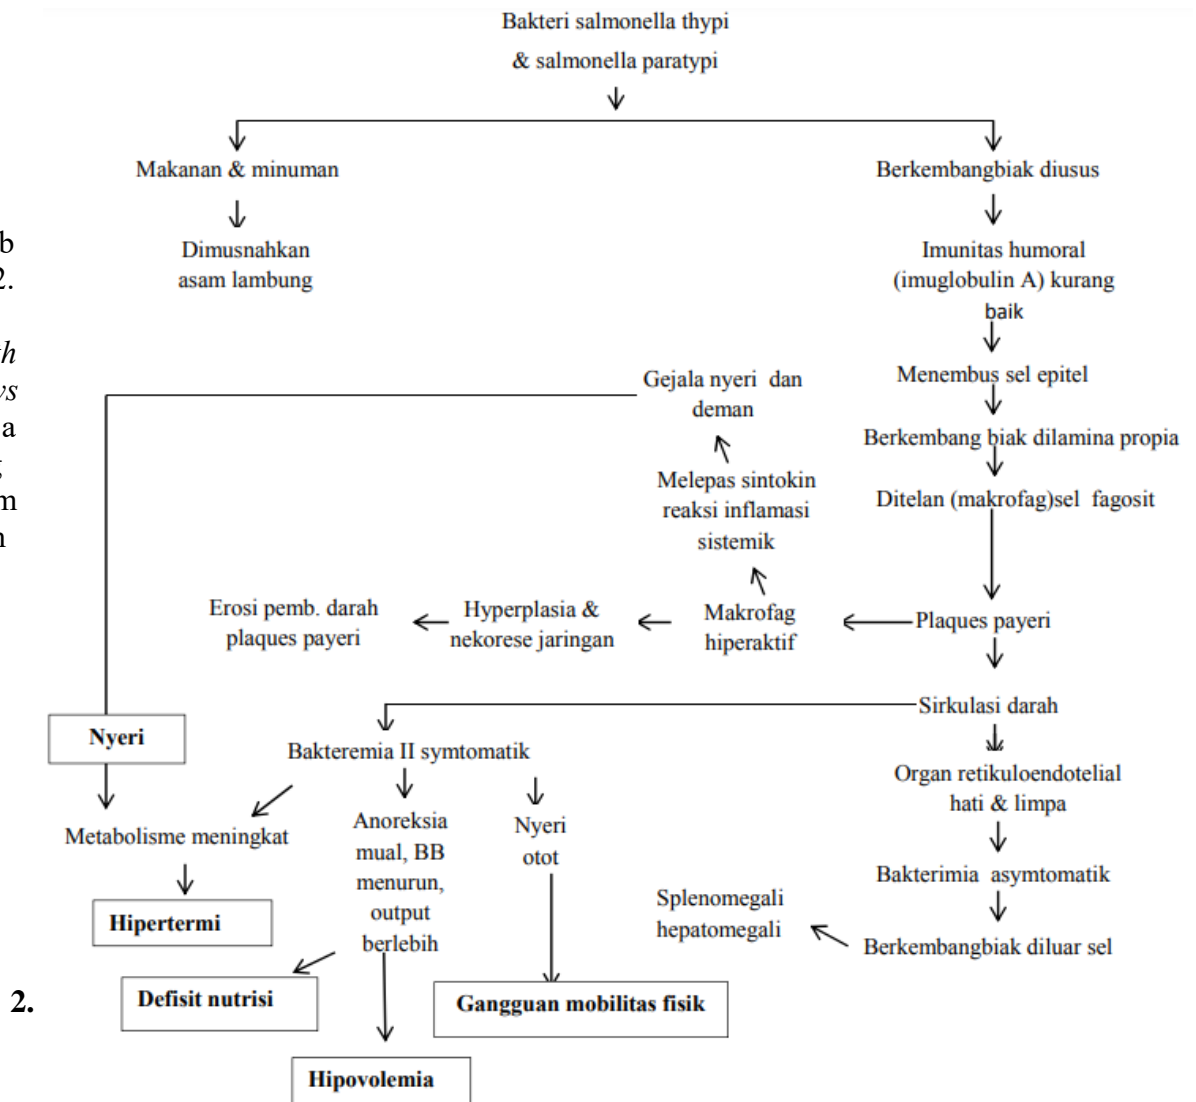 Bakteri salmonella thypi
& salmonella paratypi
Makanan & minuman
Dimusnahkan
asam lambung
Berkembangbiak diusus
Imunitas humoral
(imuglobulin A) kurang
baik
Menembus sel epitel
Berkembang biak dilamina propia
Ditelan (makrofag)sel fagosit
Plaques payeri
Makrofag
hiperaktif
Melepas sintokin
reaksi inflamasi
sistemik
Gejala nyeri dan
deman
Hyperplasia &
nekorese jaringan
Erosi pemb. darah
plaques payeri
Sirkulasi darah
Organ retikuloendotelial
hati & limpa
Bakterimia asymtomatik
Berkembangbiak diluar sel
Splenomegali
hepatomegali
Bakteremia II symtomatik
Nyeri
Metabolisme meningkat
Hipertermi
Anoreksia
mual, BB
menurun,
output
berlebih
Nyeri
otot
Defisit nutrisi
Hipovolemia
Gangguan mobilitas fisik
b
2.
th
vs
a
m
n
2.